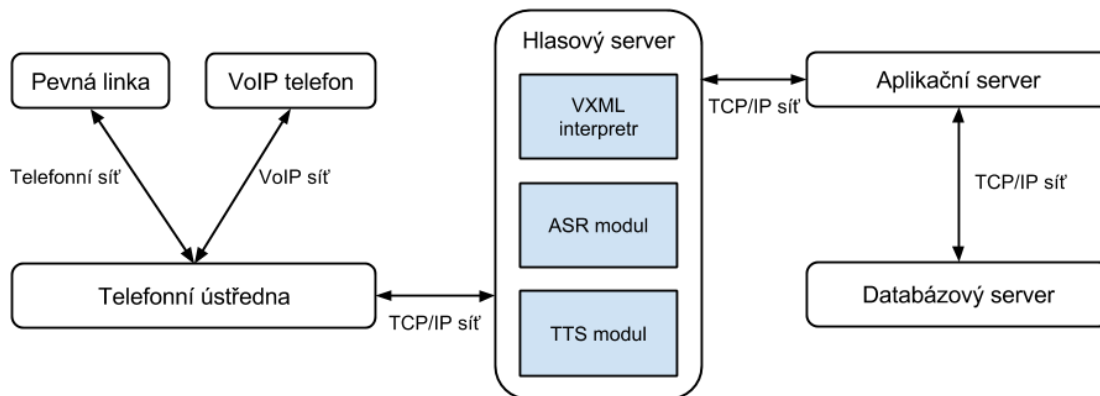 Pevná linka
VoIP telefon
Telefonní síť
VoIP síť
Telefonní ústředna
TCP/IP síť
Hlasový server
VXML
interpretr
ASR modul
TTS modul
TCP/IP síť
Aplikační server
TCP/IP síť
Databázový server